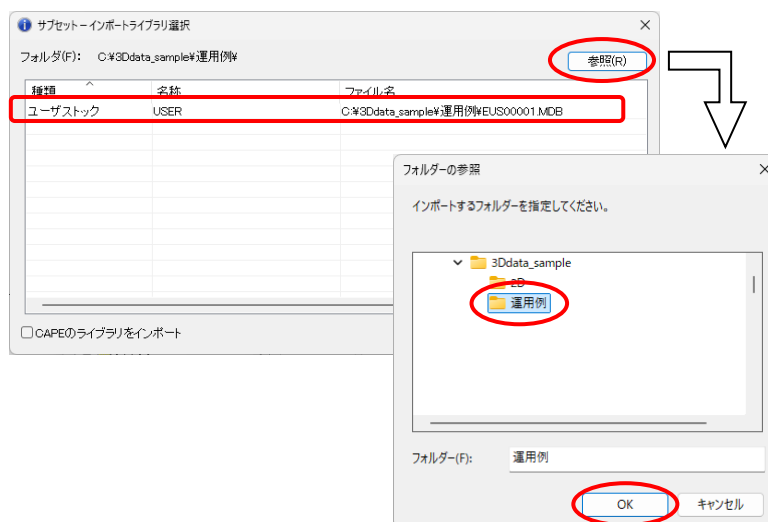 サブセット－インポートライブラリ選択
フォルダ(F): C:¥3Ddata_sample¥運用例¥
参照(R)
種類 名称 ファイル名
ユーザストック USER C:¥3Ddata_sample¥運用例¥EUS00001.MDB
CAPEのライブラリをインポート
フォルダーの参照
インポートするフォルダーを指定してください。
3Ddata_sample
2D
運用例
フォルダー(F): 運用例
OK キャンセル